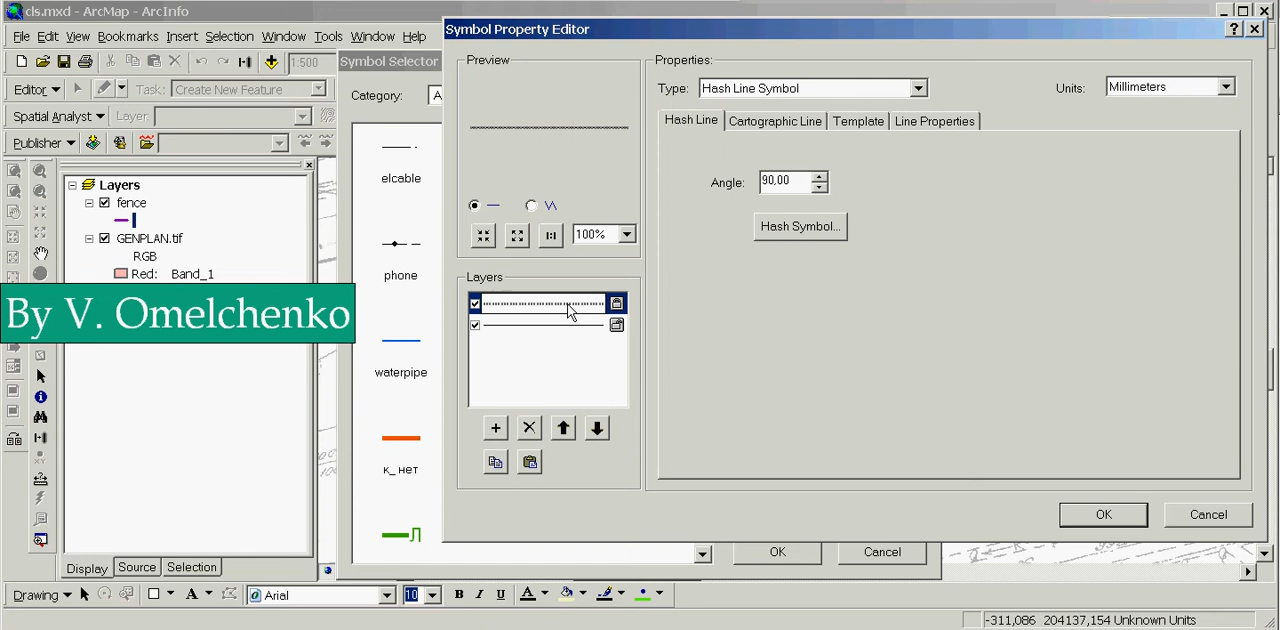 cls.mxd - ArcMap - ArcInfo
File Edit View Bookmarks Insert Selection Window Tools Window Help
1:500
Editor Task: Create New Feature
Spatial Analyst Layer:
Publisher
Layers
fence
GENPLAN.tif
RGB
Red: Band_1
By V. Omelchenko
Display Source Selection
Drawing Arial 10 B I U A
-311,086 204137,154 Unknown Units
Symbol Selector
Category: A
elcable
phone
waterpipe
к_нет
Л
OK Cancel
Symbol Property Editor
Preview
1:1 100%
Layers
Properties:
Type: Hash Line Symbol Units: Millimeters
Hash Line Cartographic Line Template Line Properties
Angle: 90,00
Hash Symbol...
OK Cancel